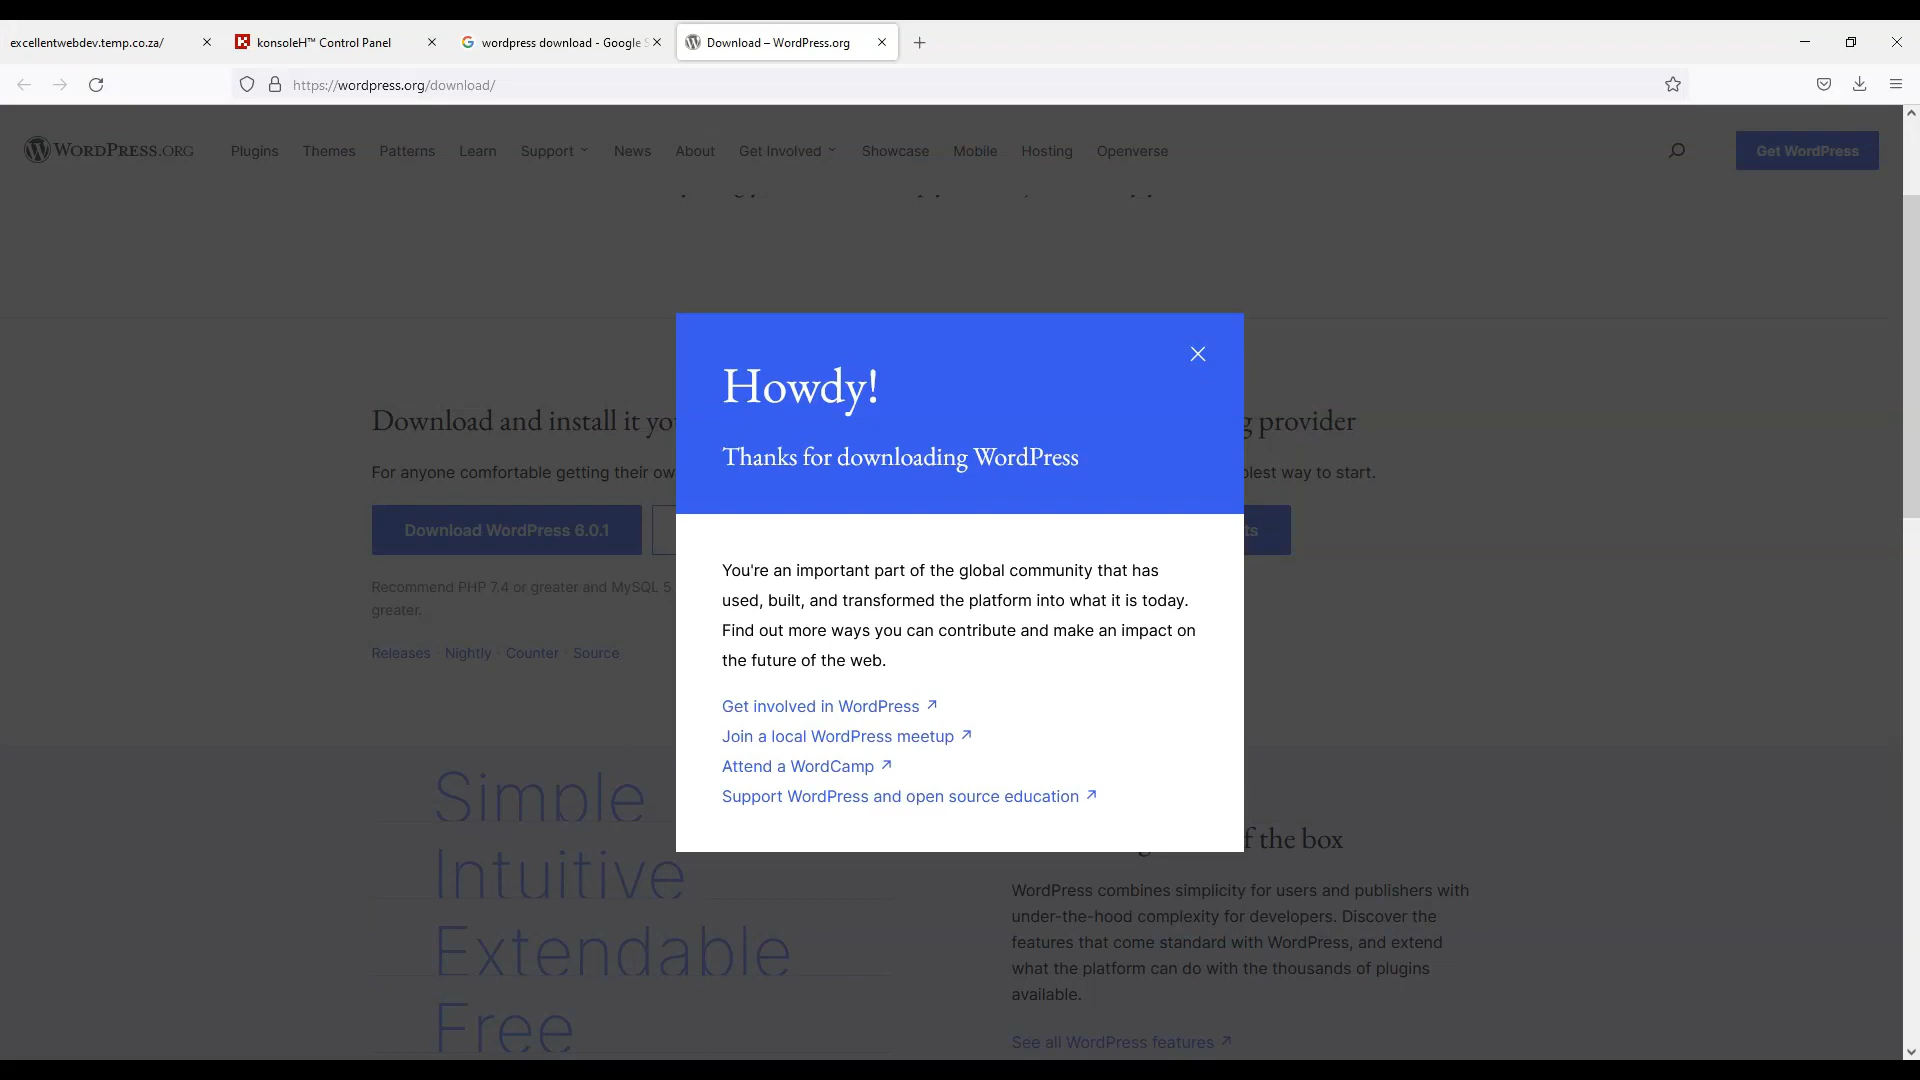 excellentwebdev.temp.co.za/
konsoleH™ Control Panel
wordpress download - Google S
Download – WordPress.org
https://wordpress.org/download/
WORDPRESS.ORG
Plugins Themes Patterns Learn Support News About Get Involved Showcase Mobile Hosting Openverse
Get WordPress
Howdy!
Thanks for downloading WordPress
You're an important part of the global community that has
used, built, and transformed the platform into what it is today.
Find out more ways you can contribute and make an impact on
the future of the web.
Get involved in WordPress ↗
Join a local WordPress meetup ↗
Attend a WordCamp ↗
Support WordPress and open source education ↗
Download and install it you
g provider
For anyone comfortable getting their ow
plest way to start.
Download WordPress 6.0.1
ts
Recommend PHP 7.4 or greater and MySQL 5
greater.
Releases · Nightly · Counter · Source
Simple
Intuitive
Extendable
Free
f the box
WordPress combines simplicity for users and publishers with
under-the-hood complexity for developers. Discover the
features that come standard with WordPress, and extend
what the platform can do with the thousands of plugins
available.
See all WordPress features ↗